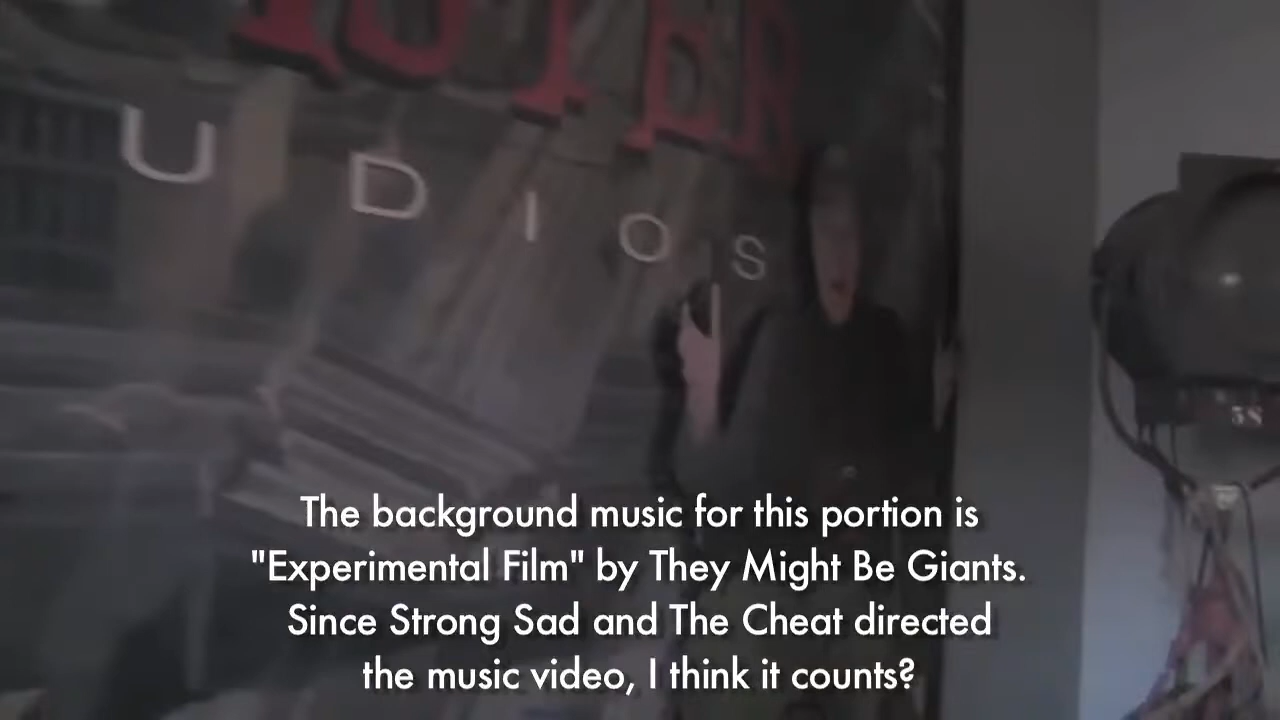 UDIOS
58
The background music for this portion is
"Experimental Film" by They Might Be Giants.
Since Strong Sad and The Cheat directed
the music video, I think it counts?